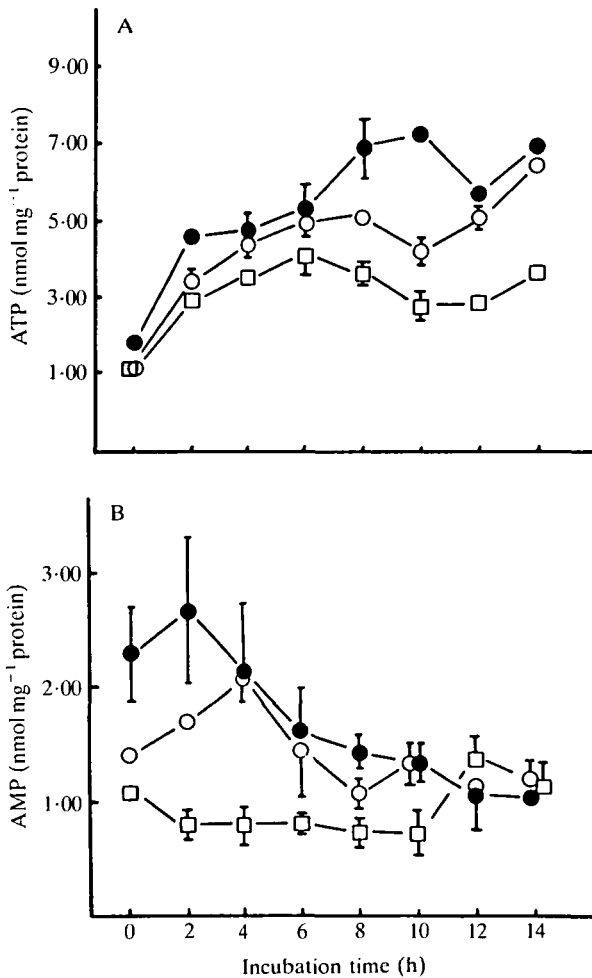 A
9·00
7·00
5·00
3·00
1·00
ATP (nmol mg⁻¹ protein)
B
3·00
2·00
1·00
AMP (nmol mg⁻¹ protein)
0 2 4 6 8 10 12 14
Incubation time (h)